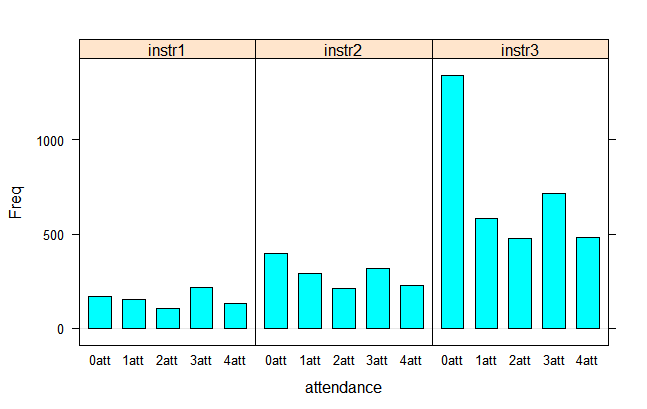 instr1 instr2 instr3
1000
500
0
Freq
0att 1att 2att 3att 4att 0att 1att 2att 3att 4att 0att 1att 2att 3att 4att
attendance